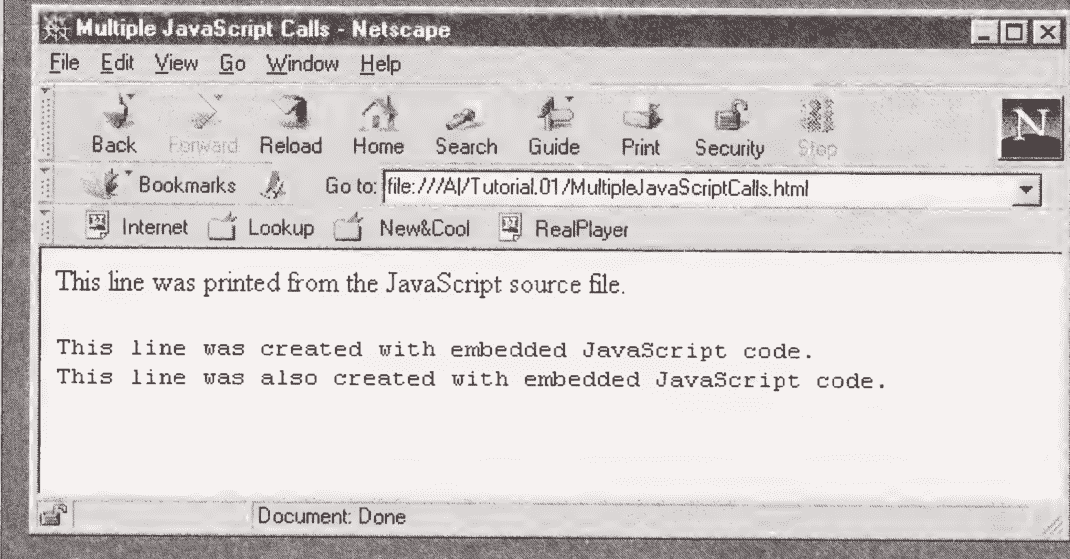 Multiple JavaScript Calls - Netscape
File Edit View Go Window Help
Back Forward Reload Home Search Guide Print Security Stop
N
Bookmarks Go to: file:///A|/Tutorial.01/MultipleJavaScriptCalls.html
Internet Lookup New&Cool RealPlayer
This line was printed from the JavaScript source file.
This line was created with embedded JavaScript code.
This line was also created with embedded JavaScript code.
Document: Done